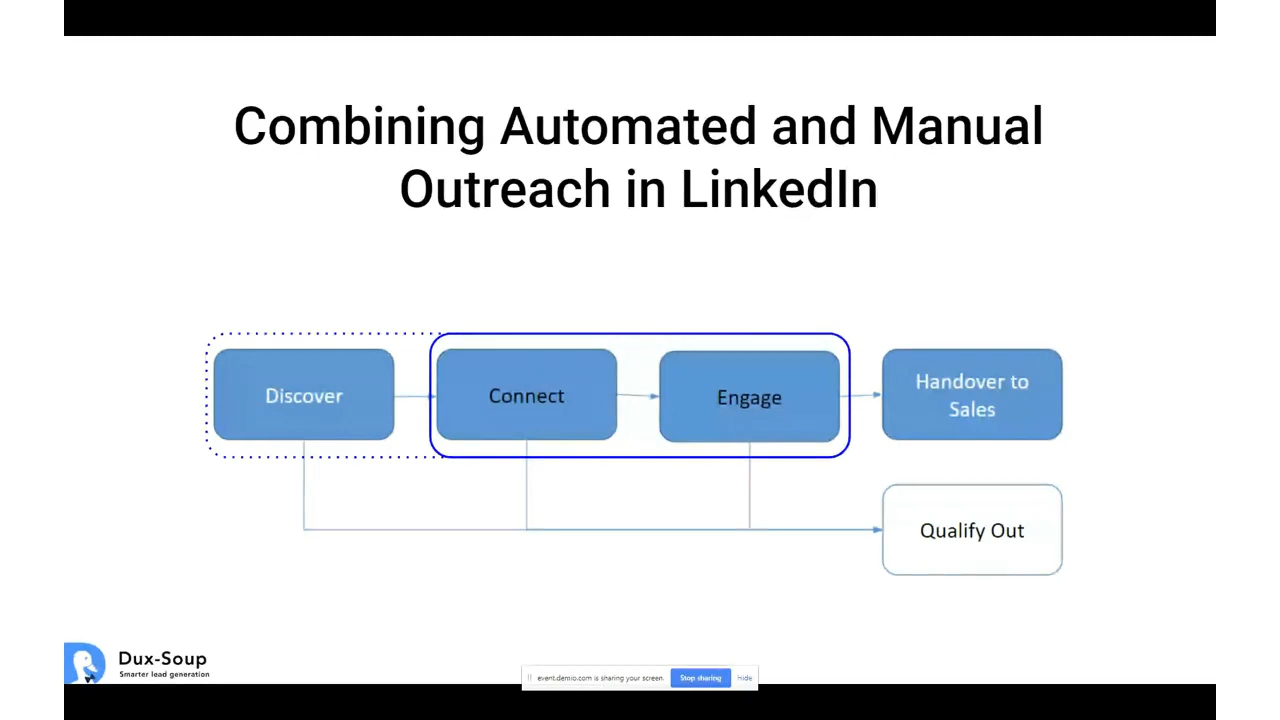 Combining Automated and Manual
Outreach in LinkedIn
Discover
Connect
Engage
Handover to
Sales
Qualify Out
Dux-Soup
Smarter lead generation
event.demio.com is sharing your screen.
Stop sharing
Hide